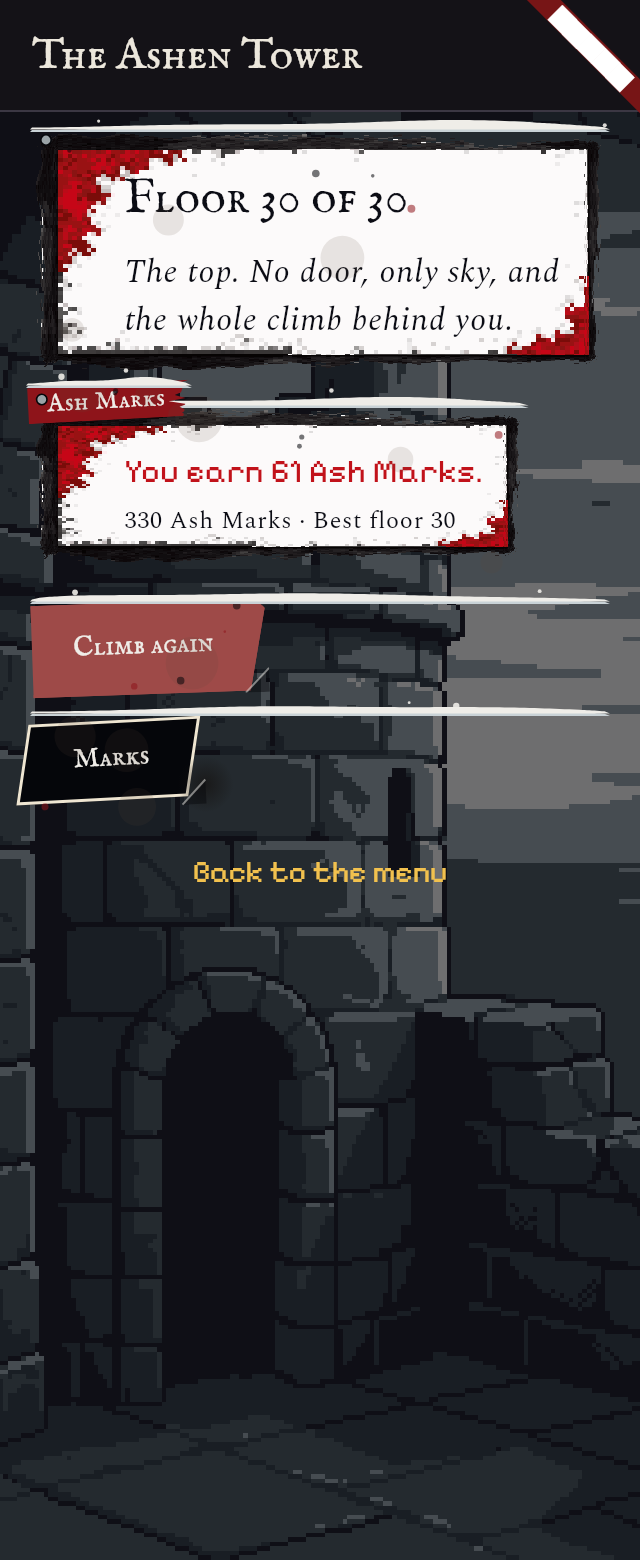 The Ashen Tower
Floor 30 of 30
The top. No door, only sky, and
the whole climb behind you.
Ash Marks
You earn 61 Ash Marks.
330 Ash Marks · Best floor 30
Climb again
Marks
Back to the menu